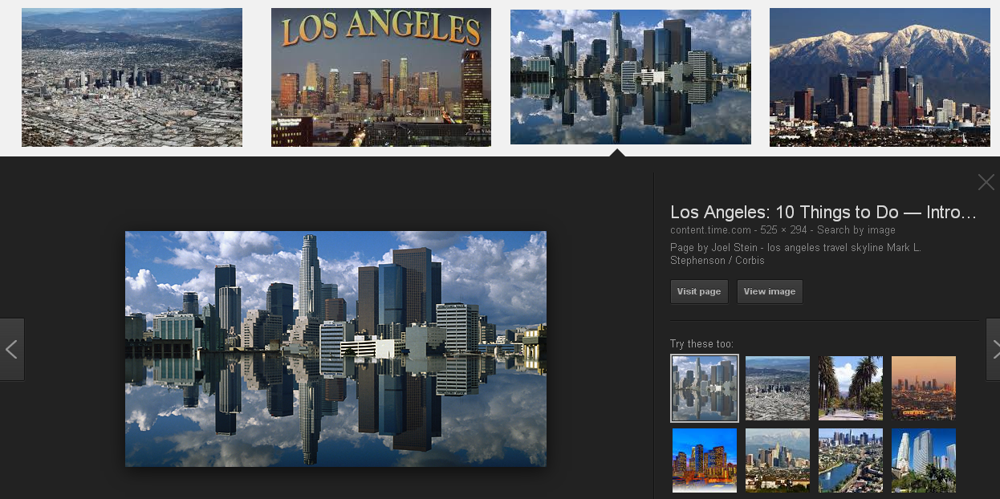 LOS ANGELES
Los Angeles: 10 Things to Do — Intro...
content.time.com - 525 × 294 - Search by image
Page by Joel Stein - los angeles travel skyline Mark L.
Stephenson / Corbis
Visit page
View image
Try these too: